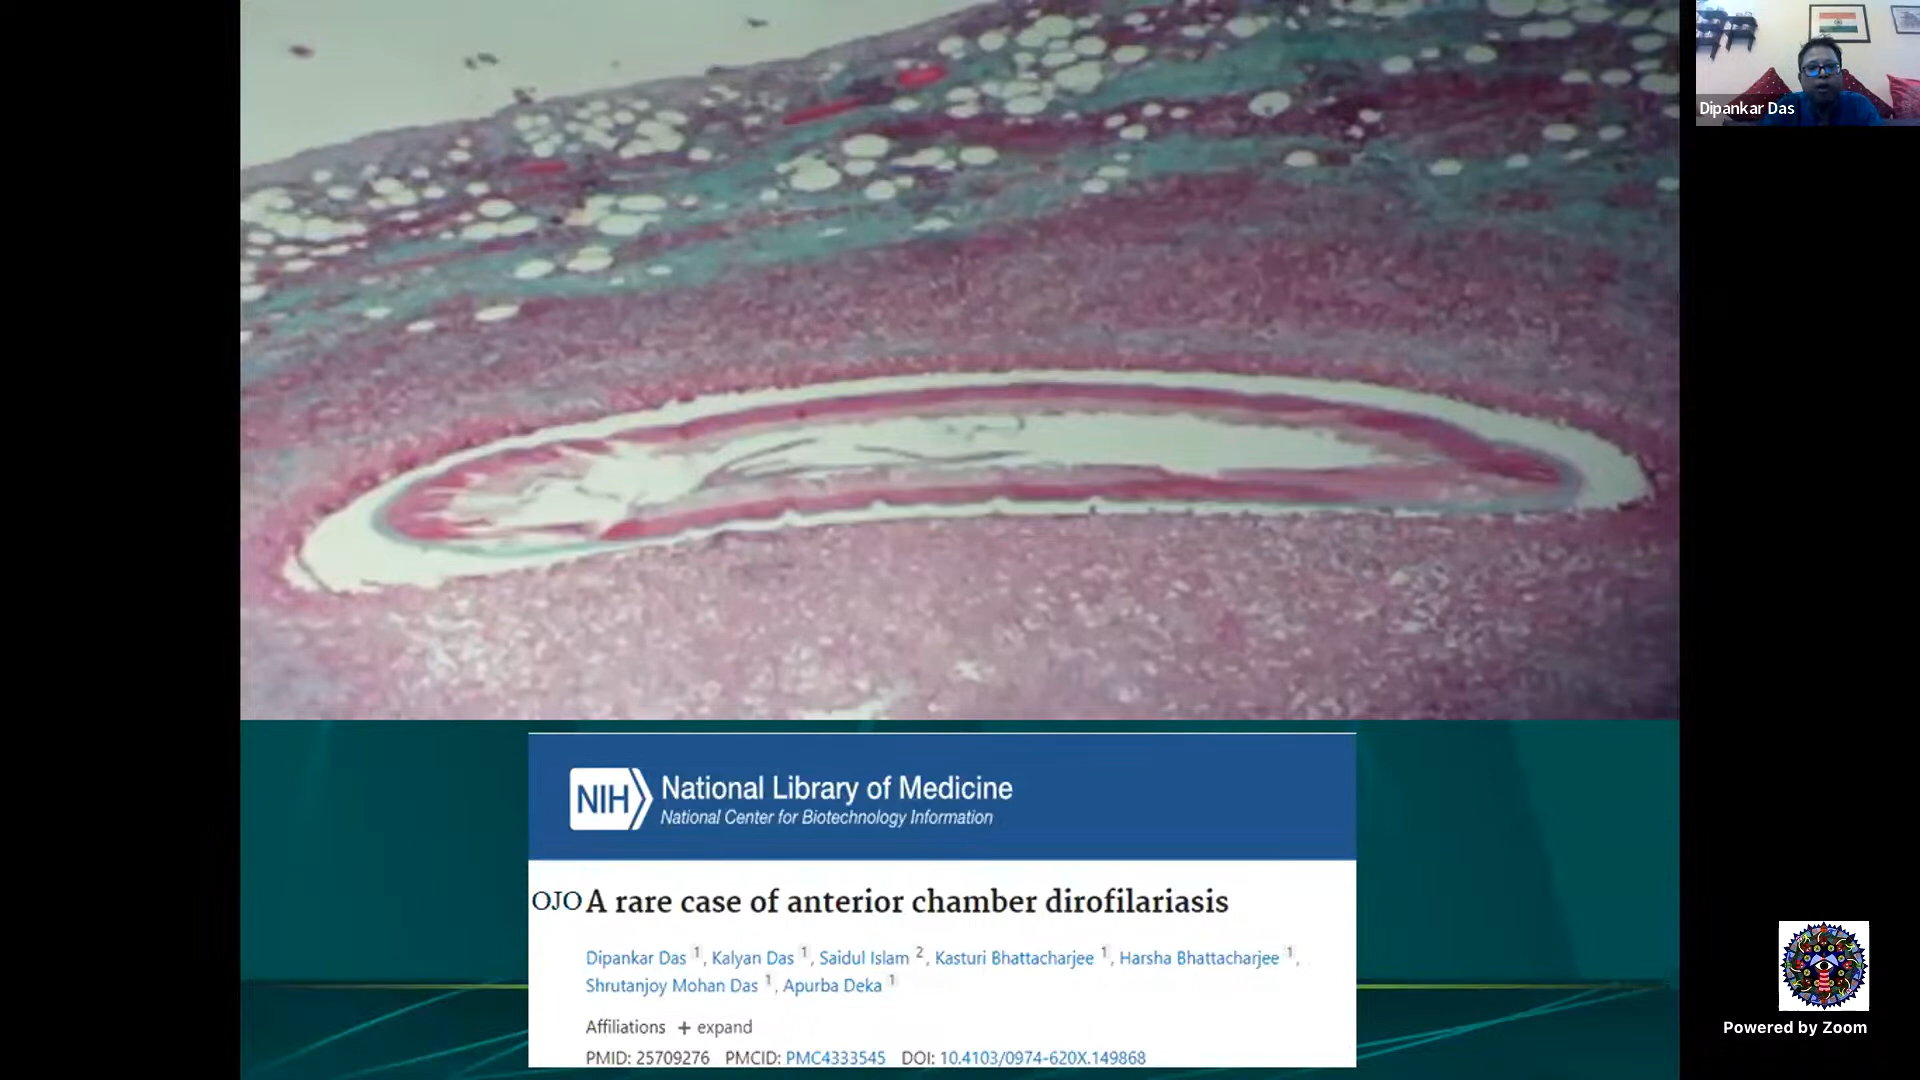 Dipankar Das
NIH National Library of Medicine
National Center for Biotechnology Information
OJO A rare case of anterior chamber dirofilariasis
Dipankar Das 1, Kalyan Das 1, Saidul Islam 2, Kasturi Bhattacharjee 1, Harsha Bhattacharjee 1,
Shrutanjoy Mohan Das 1, Apurba Deka 1
Affiliations + expand
PMID: 25709276 PMCID: PMC4333545 DOI: 10.4103/0974-620X.149868
Powered by Zoom